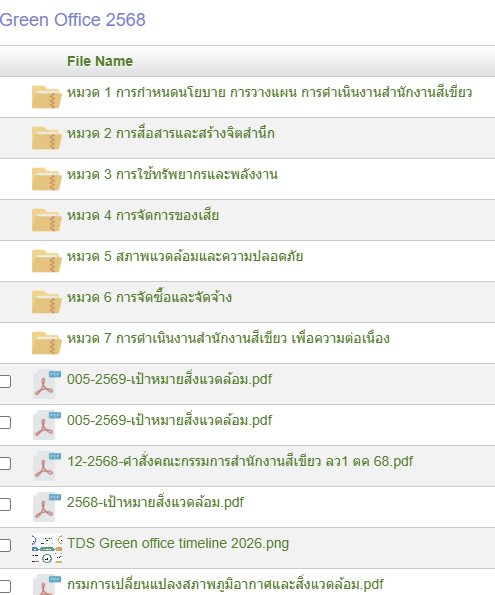 Green Office 2568
File Name
หมวด 1 การกำหนดนโยบาย การวางแผน การดำเนินงานสำนักงานสีเขียว
หมวด 2 การสื่อสารและสร้างจิตสำนึก
หมวด 3 การใช้ทรัพยากรและพลังงาน
หมวด 4 การจัดการของเสีย
หมวด 5 สภาพแวดล้อมและความปลอดภัย
หมวด 6 การจัดซื้อและจัดจ้าง
หมวด 7 การดำเนินงานสำนักงานสีเขียว เพื่อความต่อเนื่อง
005-2569-เป้าหมายสิ่งแวดล้อม.pdf
005-2569-เป้าหมายสิ่งแวดล้อม.pdf
12-2568-คำสั่งคณะกรรมการสำนักงานสีเขียว ลว1 ตค 68.pdf
2568-เป้าหมายสิ่งแวดล้อม.pdf
TDS Green office timeline 2026.png
กรมการเปลี่ยนแปลงสภาพภูมิอากาศและสิ่งแวดล้อม.pdf